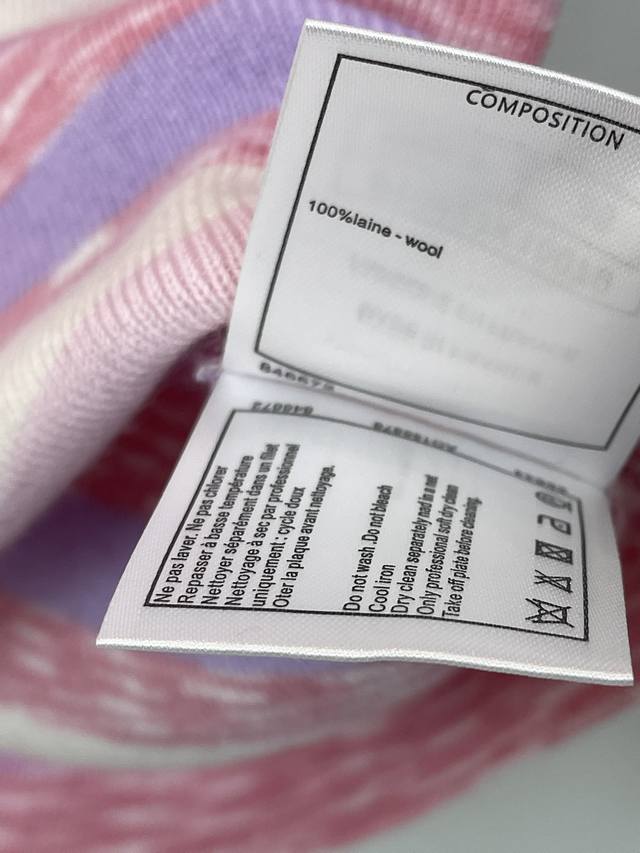 COMPOSITION
100%laine - wool
Ne pas laver. Ne pas chlorer
Repasser à basse température
Nettoyer séparément dans un filet
Nettoyage à sec par professionnel
uniquement : cycle doux
Oter la plaque avant nettoyage.
Do not wash .Do not bleach
Cool iron
Dry clean separately and in a net
Only professional soft dry clean
Take off plate before cleaning.